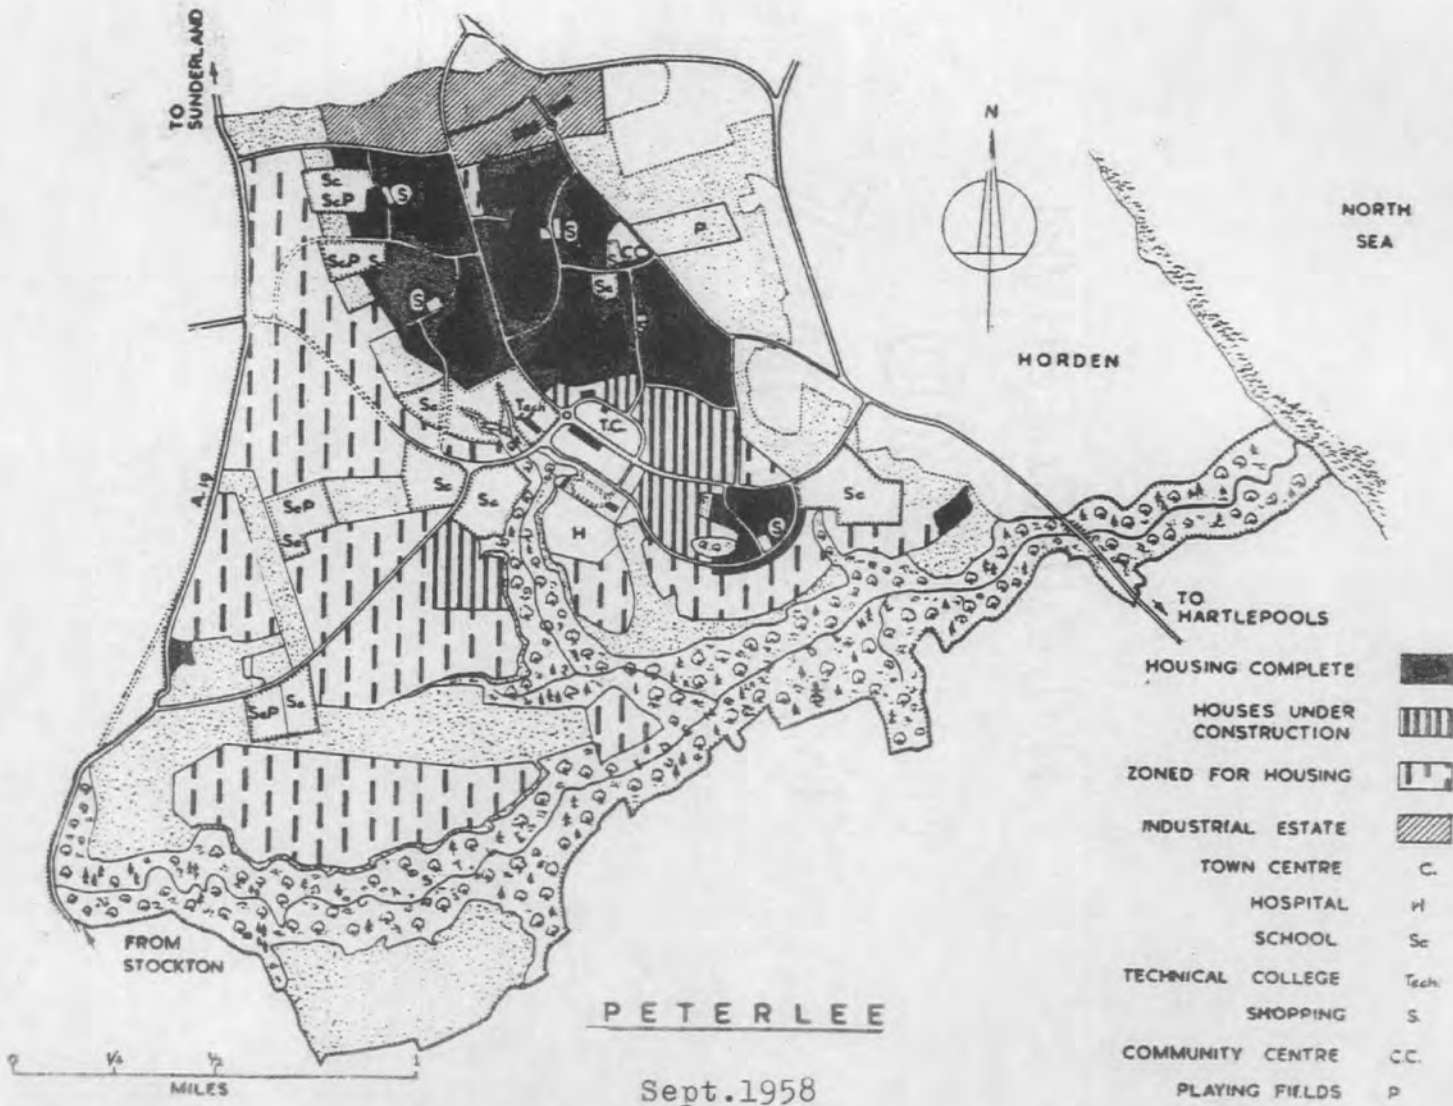 TO
SUNDERLAND
N
NORTH
SEA
Sc
ScP
S
S
P
CC
ScP S
S
Sc
HORDEN
Sc
Tech
T.C.
A.19
Sc
ScP
Sc
Sc
Sc
Sc
H
S
TO
HARTLEPOOLS
ScP
Sc
FROM
STOCKTON
HOUSING COMPLETE
HOUSES UNDER
CONSTRUCTION
ZONED FOR HOUSING
INDUSTRIAL ESTATE
TOWN CENTRE C.
HOSPITAL H
SCHOOL Sc
TECHNICAL COLLEGE Tech.
SHOPPING S.
COMMUNITY CENTRE C.C.
PLAYING FIELDS P
PETERLEE
0 1/4 1/2 1
MILES
Sept.1958